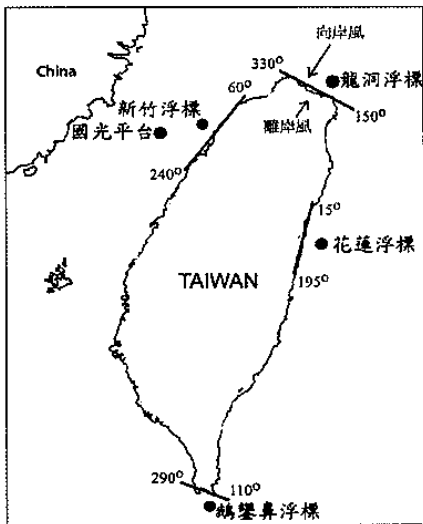 向岸風
China
330°
龍洞浮標
新竹浮標
60°
150°
國光平台
離岸風
240°
15°
花蓮浮標
TAIWAN
195°
290°
110°
鵝鑾鼻浮標